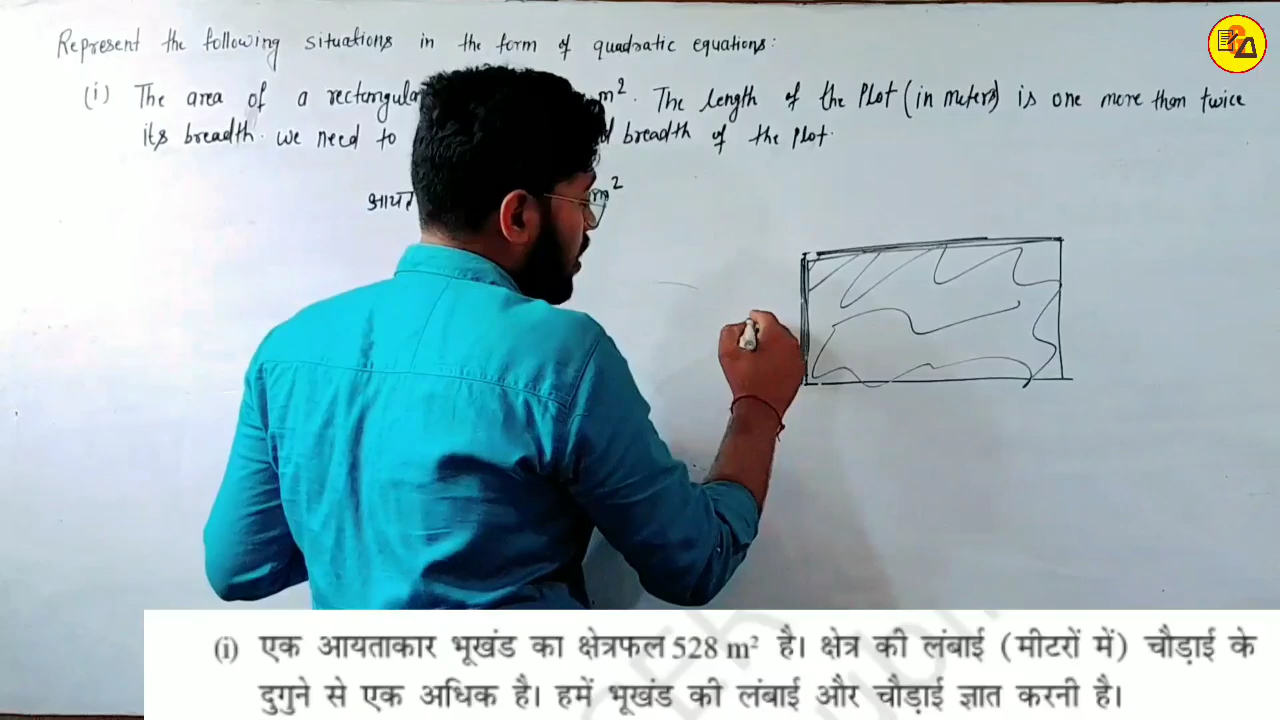 Represent the following situations in the form of quadratic equations:
(i) The area of a rectangular m². The length of the Plot (in meters) is one more than twice
its breadth. we need to breadth of the Plot.
आयत m²
(i) एक आयताकार भूखंड का क्षेत्रफल 528 m² है। क्षेत्र की लंबाई (मीटरों में) चौड़ाई के
दुगुने से एक अधिक है। हमें भूखंड की लंबाई और चौड़ाई ज्ञात करनी है।